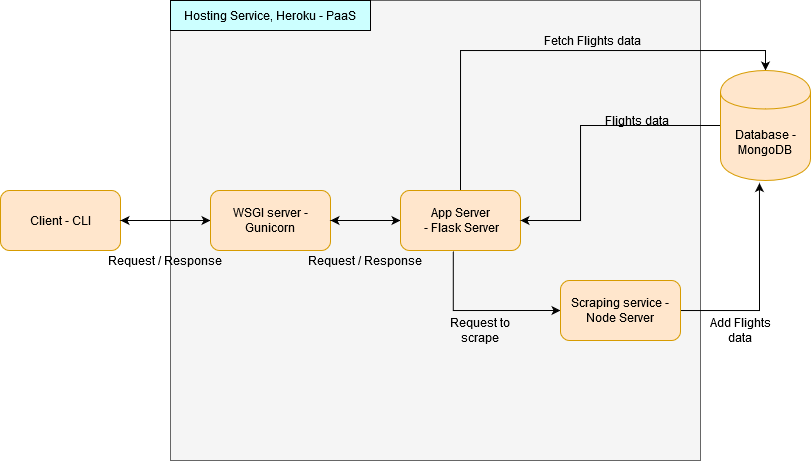 Hosting Service, Heroku - PaaS
Fetch Flights data
Flights data
Database -
MongoDB
Client - CLI
WSGI server -
Gunicorn
App Server
- Flask Server
Request / Response
Request / Response
Scraping service -
Node Server
Request to
scrape
Add Flights
data